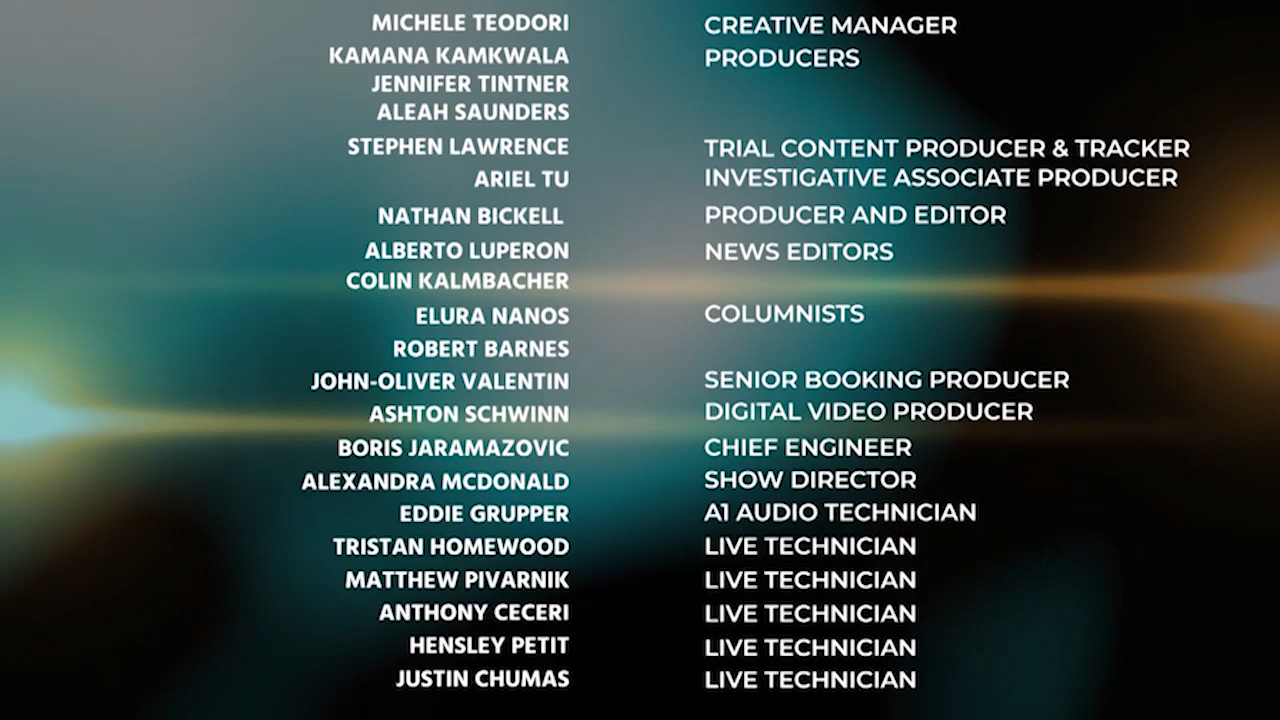 MICHELE TEODORI CREATIVE MANAGER
KAMANA KAMKWALA PRODUCERS
JENNIFER TINTNER
ALEAH SAUNDERS
STEPHEN LAWRENCE TRIAL CONTENT PRODUCER & TRACKER
ARIEL TU INVESTIGATIVE ASSOCIATE PRODUCER
NATHAN BICKELL PRODUCER AND EDITOR
ALBERTO LUPERON NEWS EDITORS
COLIN KALMBACHER
ELURA NANOS COLUMNISTS
ROBERT BARNES
JOHN-OLIVER VALENTIN SENIOR BOOKING PRODUCER
ASHTON SCHWINN DIGITAL VIDEO PRODUCER
BORIS JARAMAZOVIC CHIEF ENGINEER
ALEXANDRA MCDONALD SHOW DIRECTOR
EDDIE GRUPPER A1 AUDIO TECHNICIAN
TRISTAN HOMEWOOD LIVE TECHNICIAN
MATTHEW PIVARNIK LIVE TECHNICIAN
ANTHONY CECERI LIVE TECHNICIAN
HENSLEY PETIT LIVE TECHNICIAN
JUSTIN CHUMAS LIVE TECHNICIAN